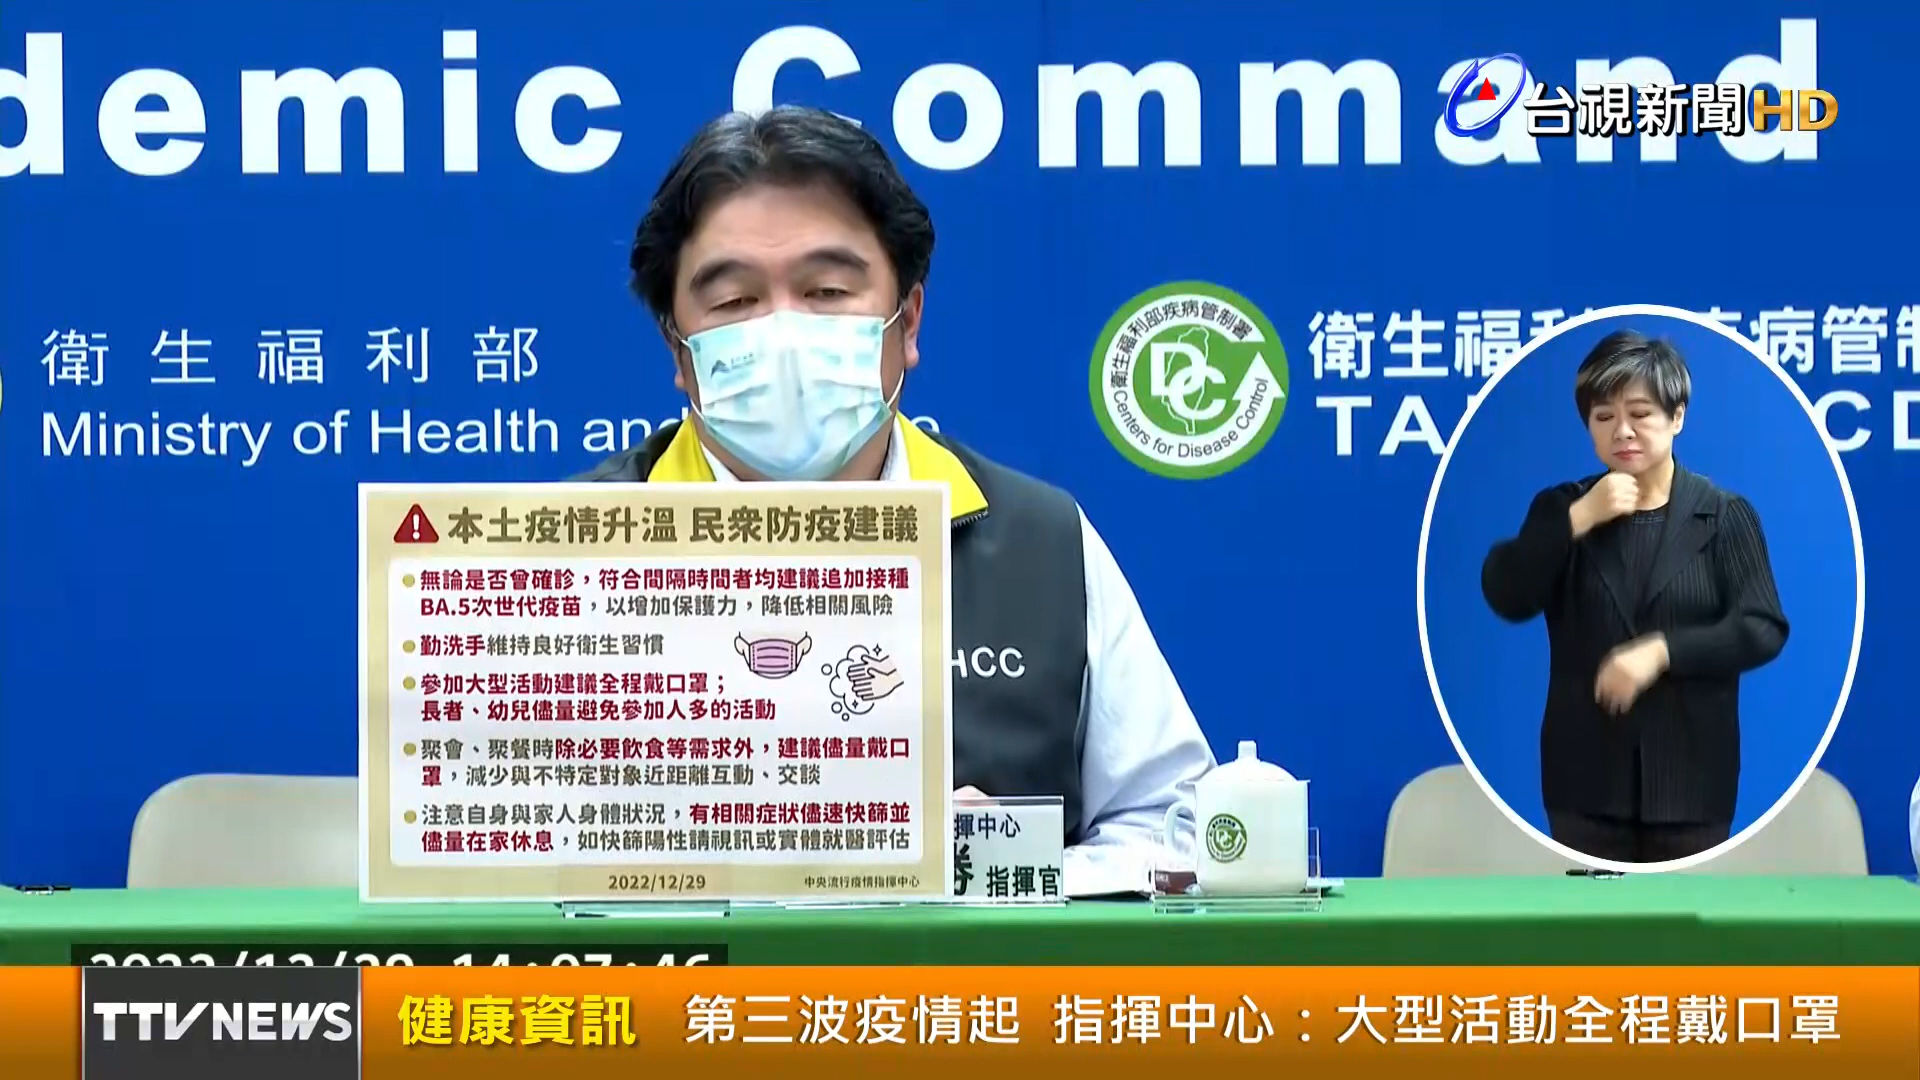 demic Command
台視新聞HD
衛生福利部
Ministry of Health and
衛生福利部疾病管制署
CDC
Centers for Disease Control
衛生福利 疾病管制
TA CD
HCC
本土疫情升溫 民眾防疫建議
無論是否曾確診，符合間隔時間者均建議追加接種
BA.5次世代疫苗，以增加保護力，降低相關風險
勤洗手維持良好衛生習慣
參加大型活動建議全程戴口罩；
長者、幼兒儘量避免參加人多的活動
聚會、聚餐時除必要飲食等需求外，建議儘量戴口
罩，減少與不特定對象近距離互動、交談
注意自身與家人身體狀況，有相關症狀儘速快篩並
儘量在家休息，如快篩陽性請視訊或實體就醫評估
2022/12/29
中央流行疫情指揮中心
揮中心
勝 指揮官
2022/12/29 14:07:46
TTV NEWS
健康資訊 第三波疫情起 指揮中心：大型活動全程戴口罩